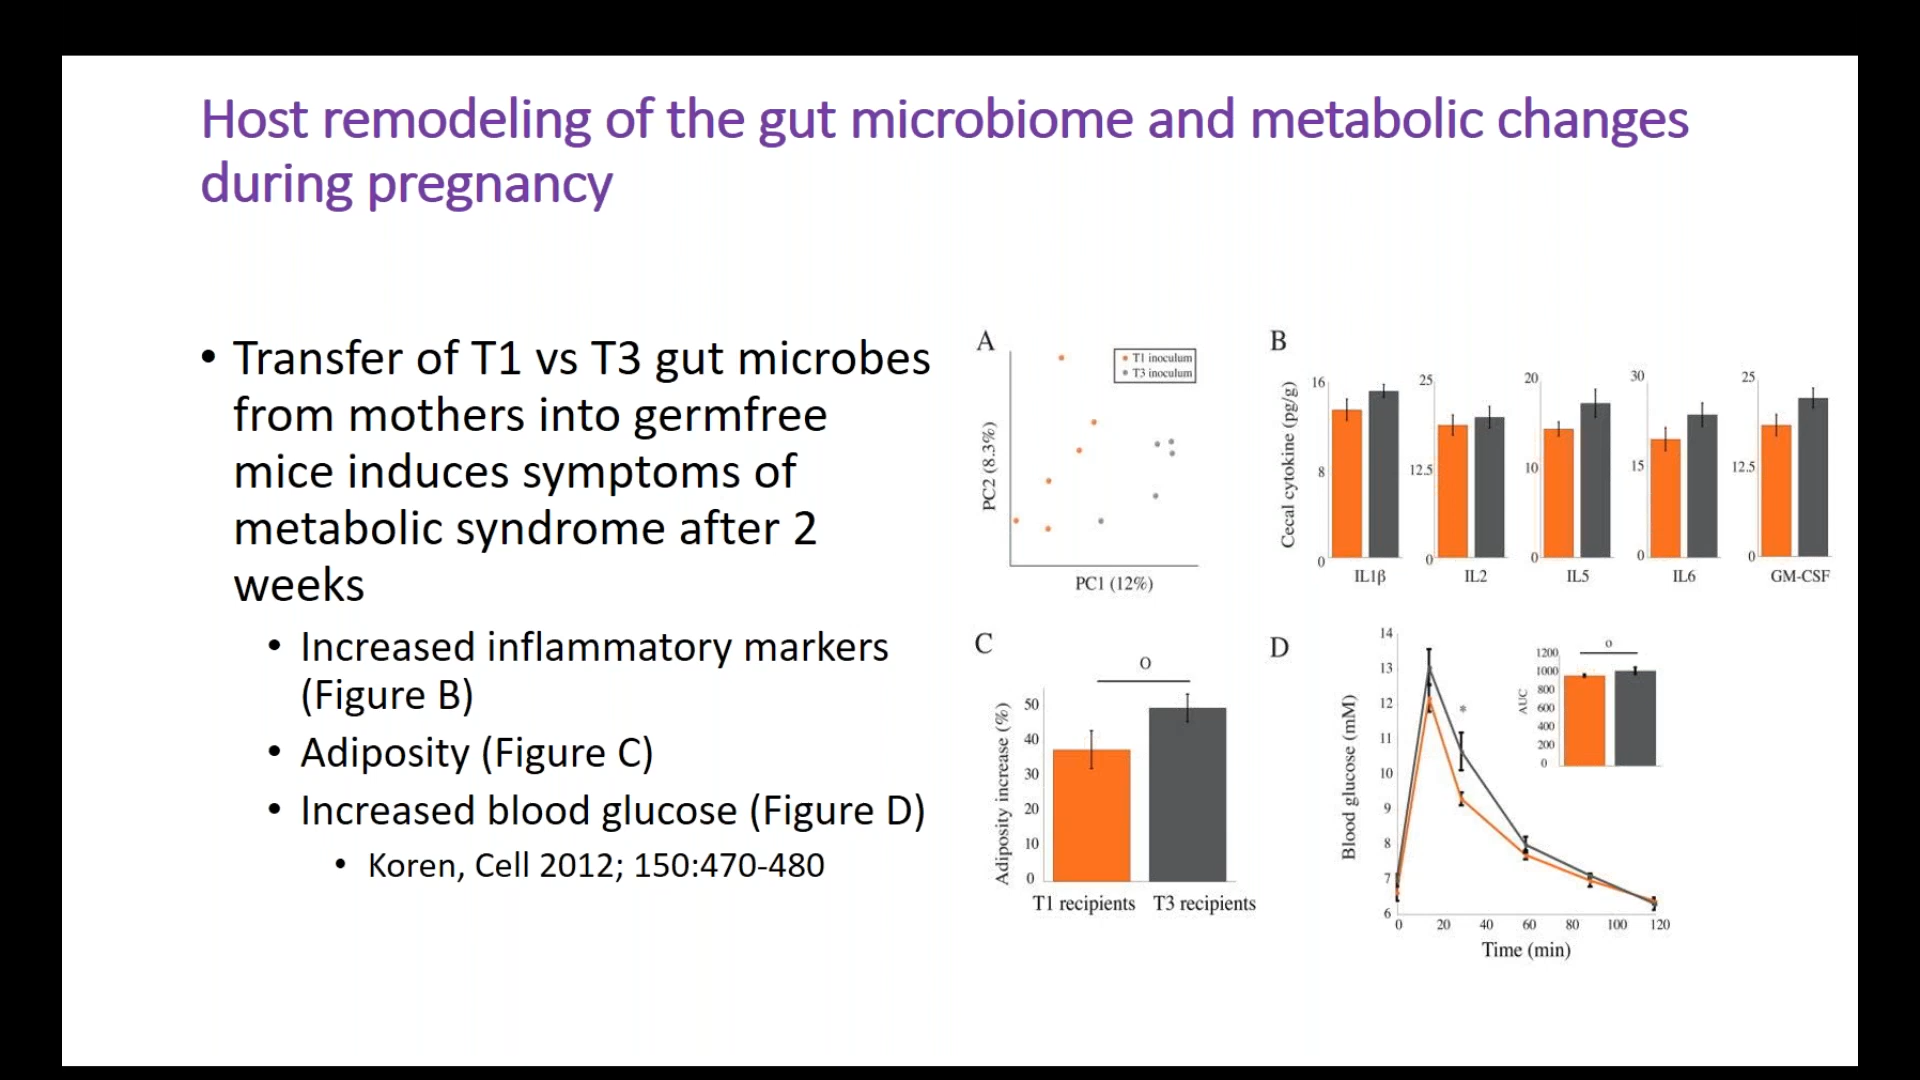 Host remodeling of the gut microbiome and metabolic changes
during pregnancy
• Transfer of T1 vs T3 gut microbes
from mothers into germfree
mice induces symptoms of
metabolic syndrome after 2
weeks
• Increased inflammatory markers
(Figure B)
• Adiposity (Figure C)
• Increased blood glucose (Figure D)
• Koren, Cell 2012; 150:470-480
A
T1 inoculum
T3 inoculum
PC2 (8.3%)
PC1 (12%)
B
Cecal cytokine (pg/g)
16
8
0
IL1β
25
12.5
0
IL2
20
10
0
IL5
30
15
0
IL6
25
12.5
0
GM-CSF
C
O
Adiposity increase (%)
50
40
30
20
10
0
T1 recipients T3 recipients
D
Blood glucose (mM)
14
13
12
11
10
9
8
7
6
*
0 20 40 60 80 100 120
Time (min)
o
AUC
1200
1000
800
600
400
200
0